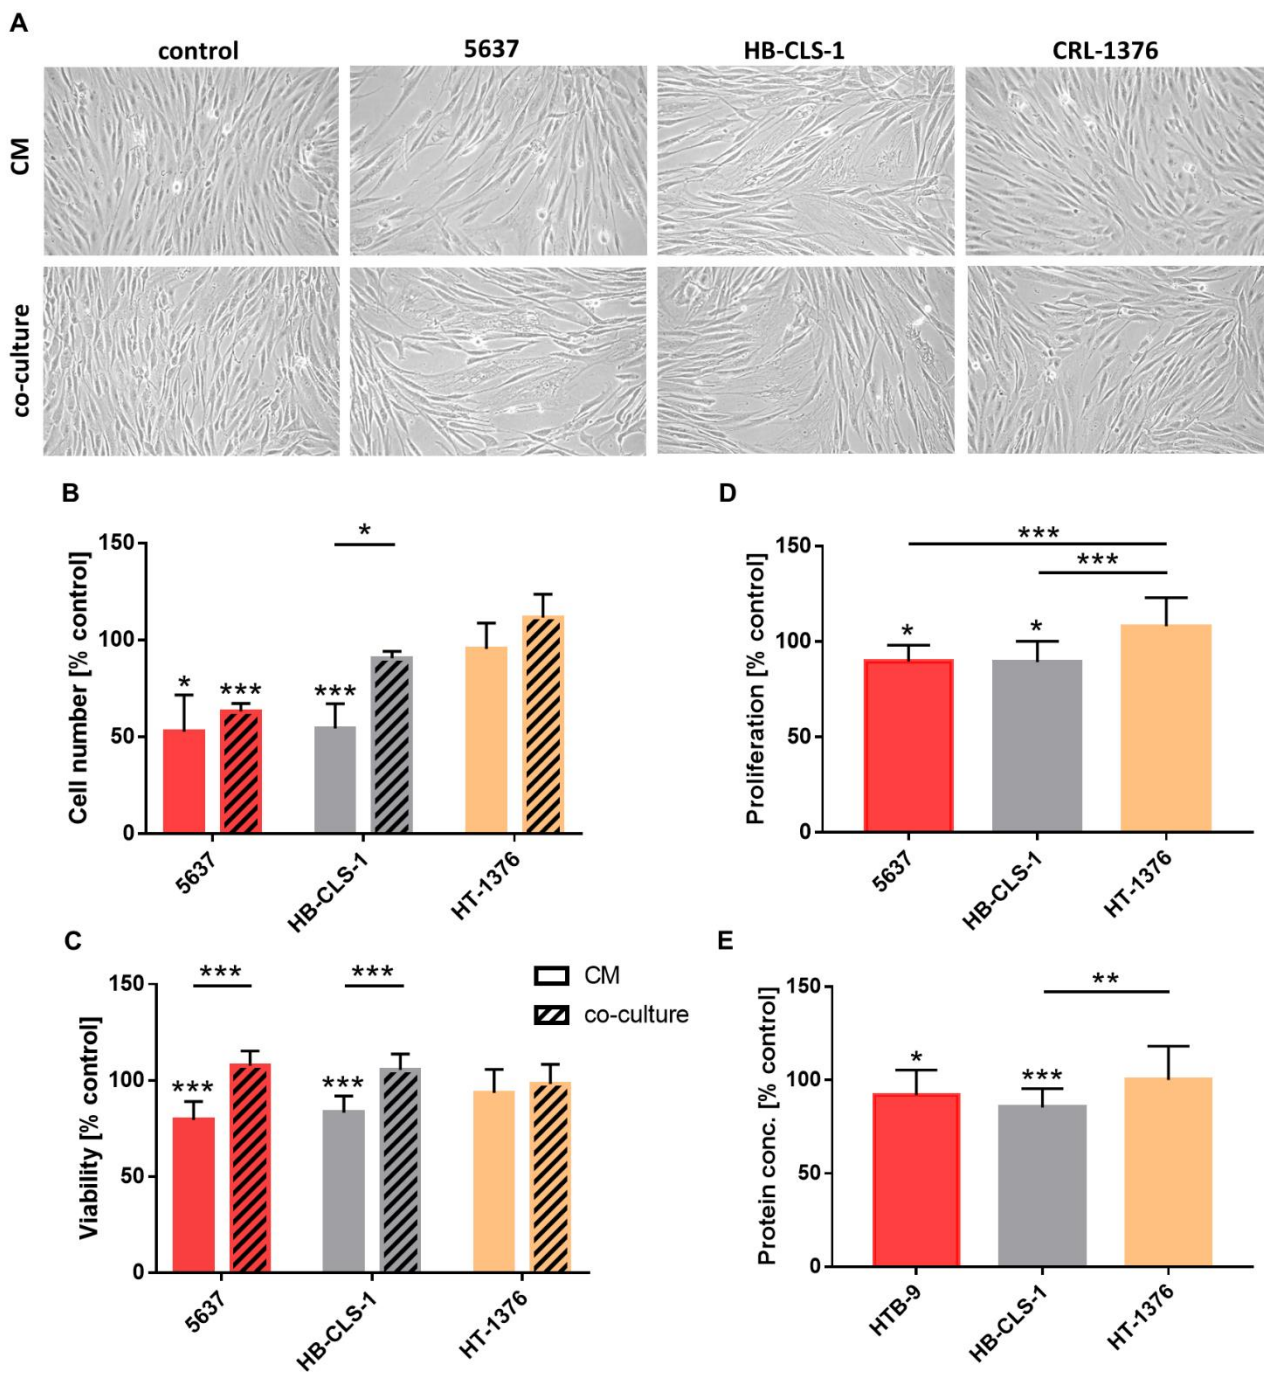 A
control 5637 HB-CLS-1 CRL-1376
CM
co-culture
B
Cell number [% control]
150
100
50
0
*
*** 
***
*
5637
HB-CLS-1
HT-1376
D
Proliferation [% control]
150
100
50
0
***
***
*
*
5637
HB-CLS-1
HT-1376
C
Viability [% control]
150
100
50
0
***
***
***
***
5637
HB-CLS-1
HT-1376
CM
co-culture
E
Protein conc. [% control]
150
100
50
0
**
*
***
HTB-9
HB-CLS-1
HT-1376